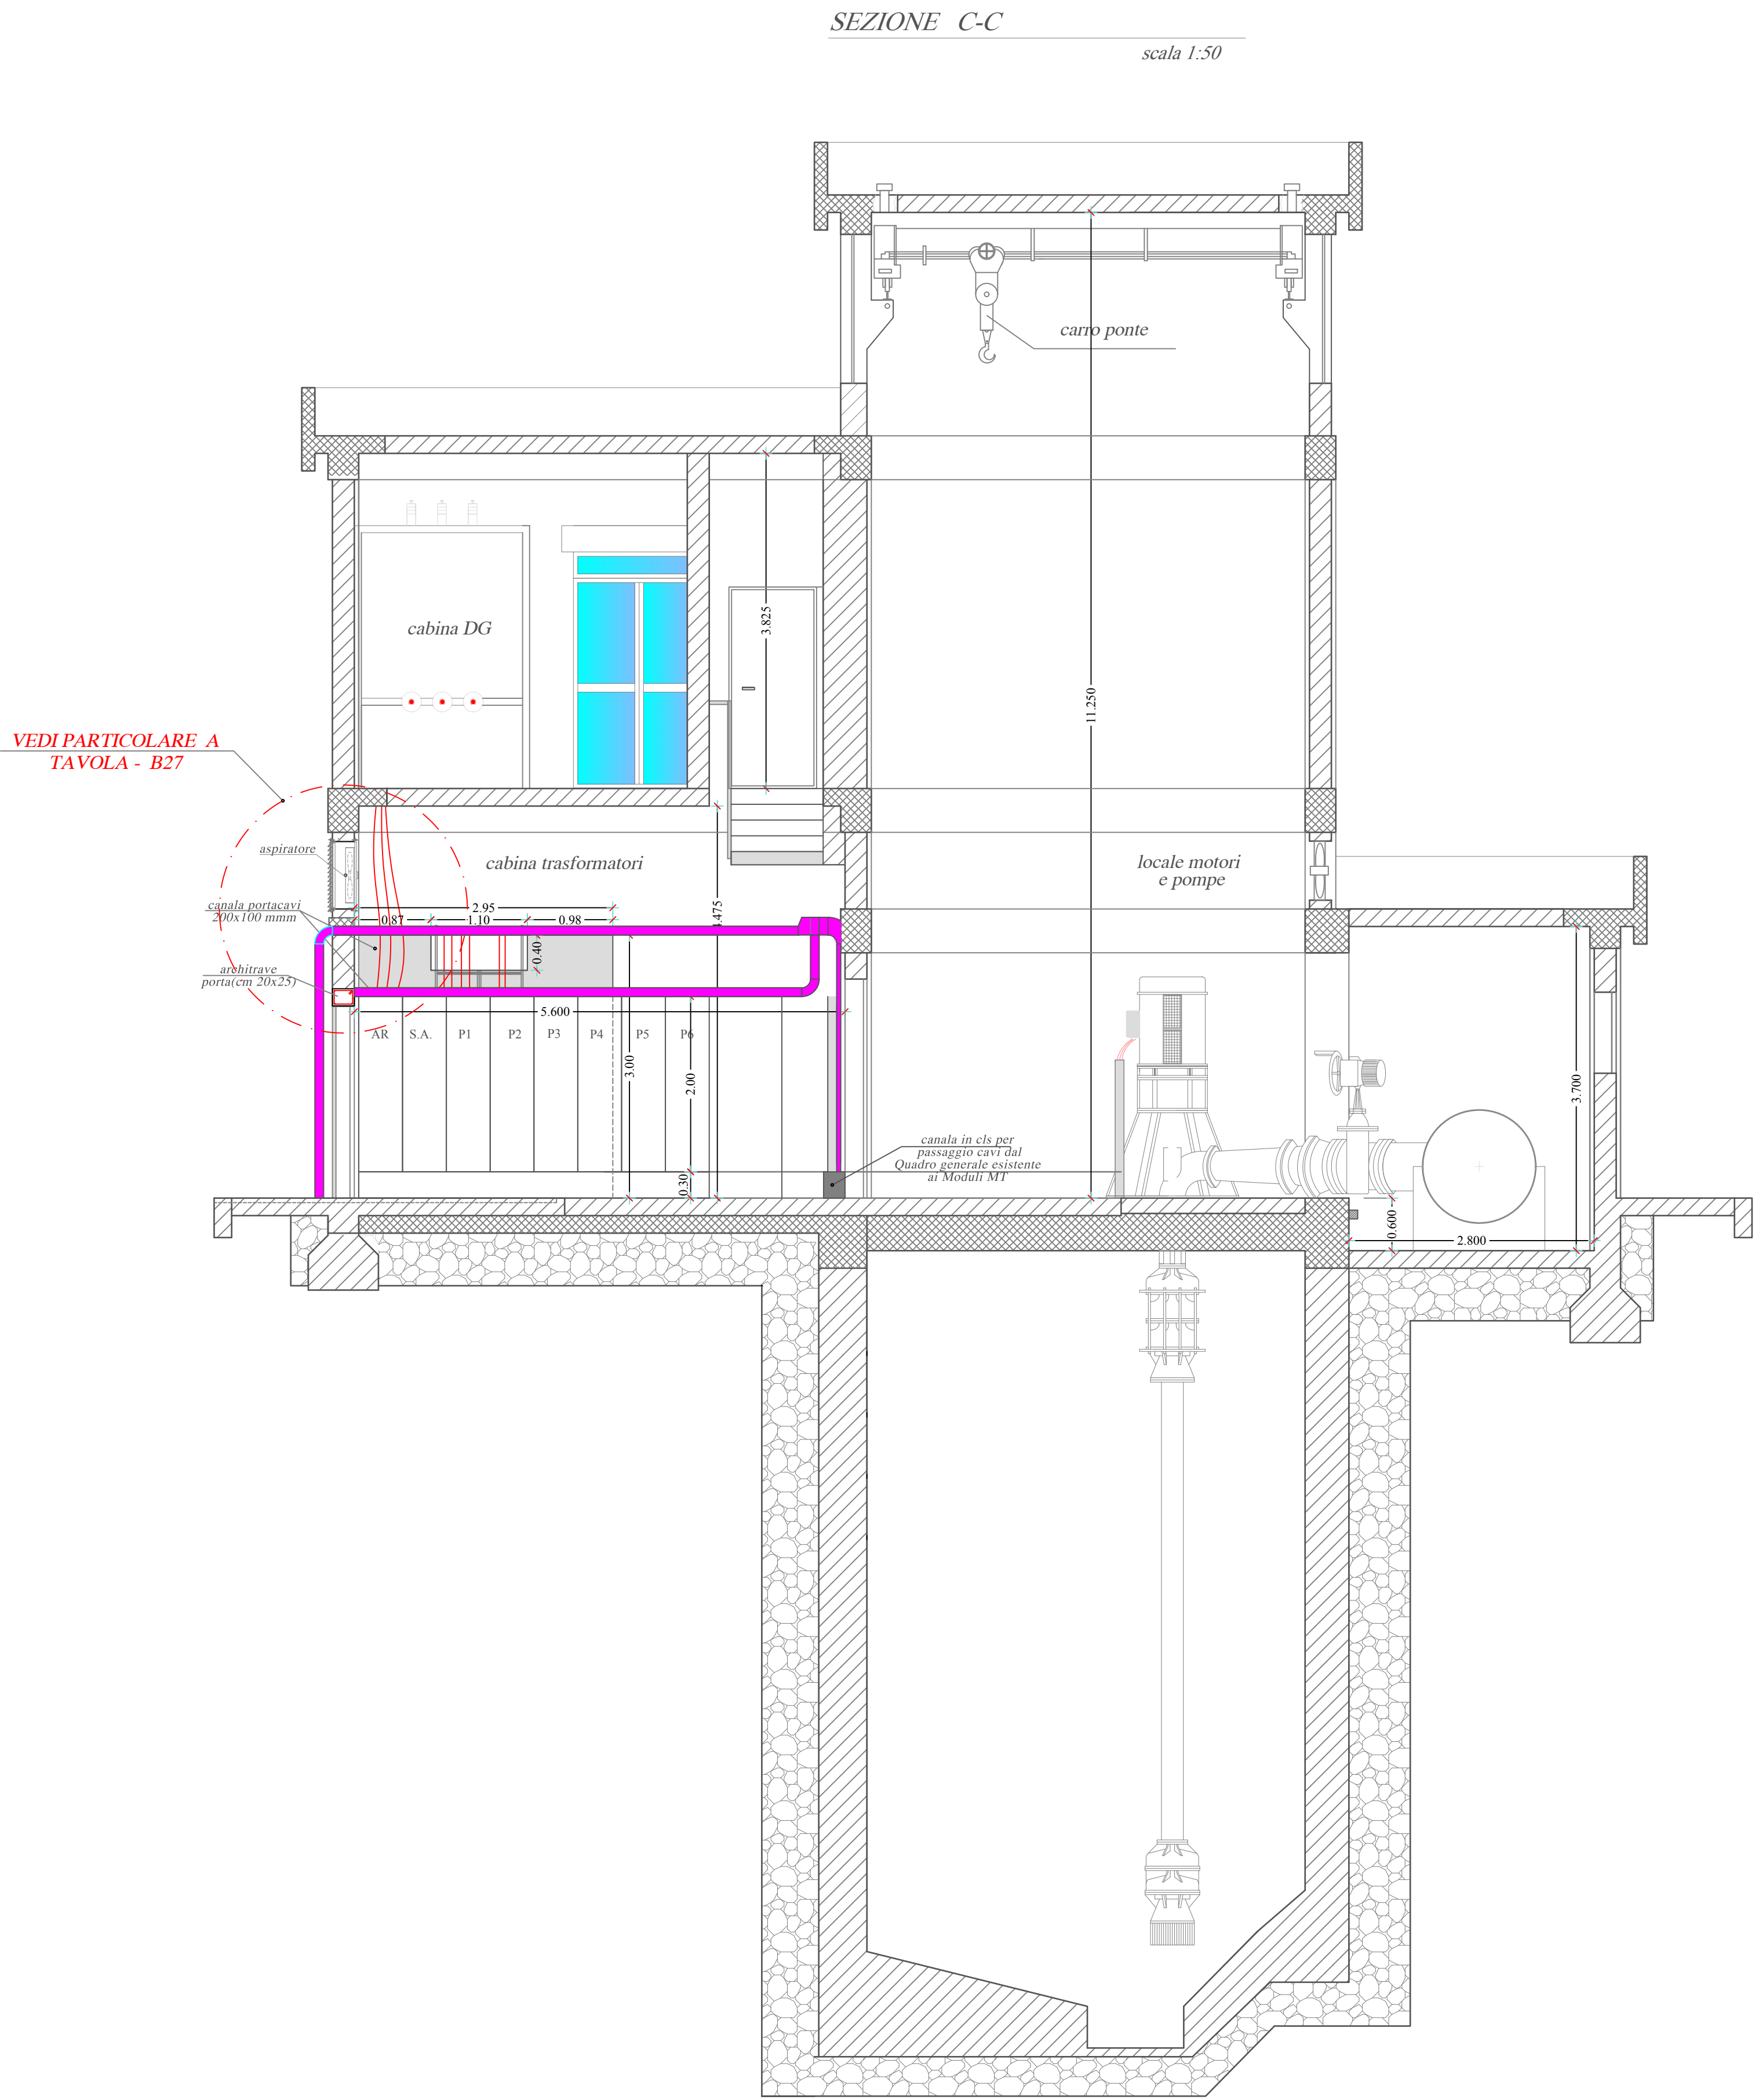 SEZIONE C-C
scala 1:50
carro ponte
cabina DG
3.825
11.250
VEDI PARTICOLARE A
TAVOLA - B27
aspiratore
cabina trasformatori
locale motori
e pompe
canala portacavi
200x100 mmm
2.95
0.87
1.10
0.98
4.475
0.40
architrave
porta(cm 20x25)
5.600
AR
S.A.
P1
P2
P3
P4
P5
P6
3.00
2.00
3.700
canala in cls per
passaggio cavi dal
Quadro generale esistente
ai Moduli MT
0.30
0.600
2.800